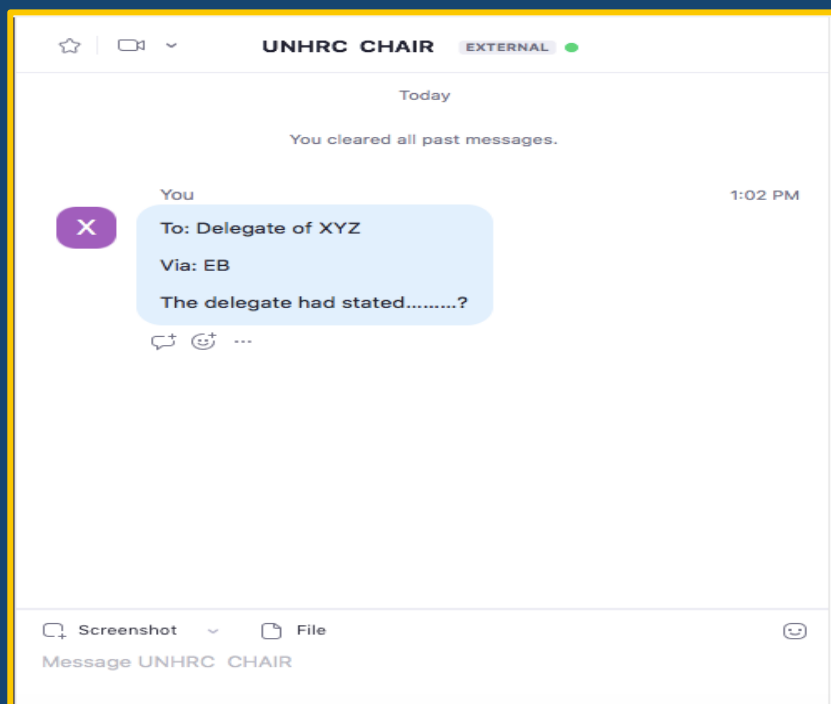 UNHRC CHAIR EXTERNAL
Today
You cleared all past messages.
You 1:02 PM
X
To: Delegate of XYZ
Via: EB
The delegate had stated.........?
Screenshot File
Message UNHRC CHAIR